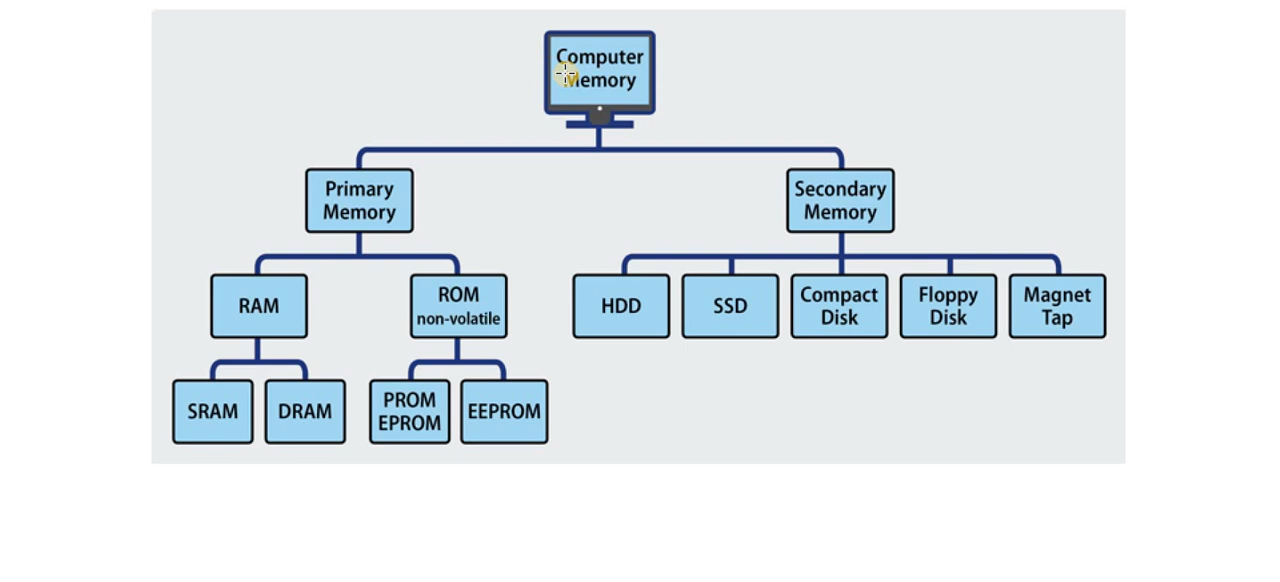 Computer
Memory
Primary
Memory
Secondary
Memory
RAM
ROM
non-volatile
HDD
SSD
Compact
Disk
Floppy
Disk
Magnet
Tap
SRAM
DRAM
PROM
EPROM
EEPROM